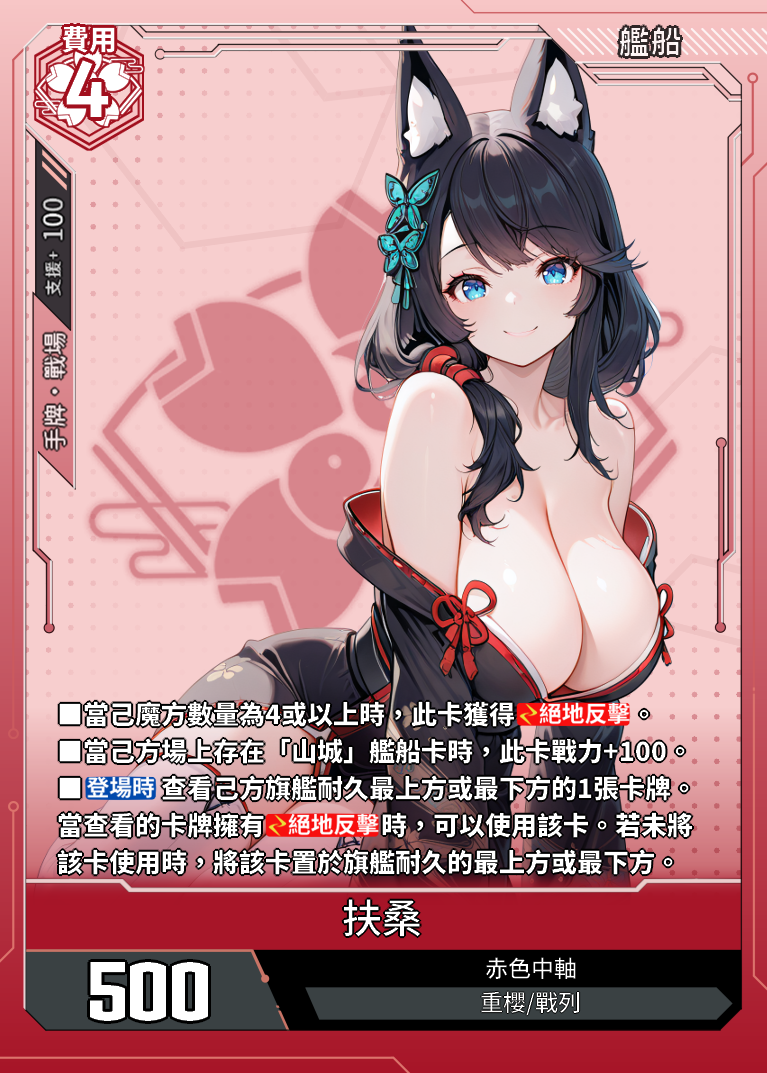 費用
4
艦船
支援+ 100
手牌・戰場
■當己魔方數量為4或以上時，此卡獲得絕地反擊。
■當己方場上存在「山城」艦船卡時，此卡戰力+100。
■登場時 查看己方旗艦耐久最上方或最下方的1張卡牌。
當查看的卡牌擁有絕地反擊時，可以使用該卡。若未將
該卡使用時，將該卡置於旗艦耐久的最上方或最下方。
扶桑
500
赤色中軸
重櫻/戰列